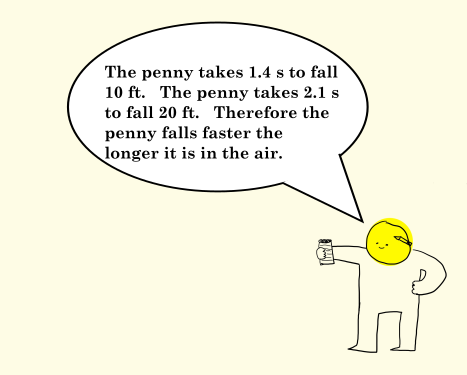 The penny takes 1.4 s to fall
10 ft.   The penny takes 2.1 s
to fall 20 ft.   Therefore the
penny falls faster the
longer it is in the air.